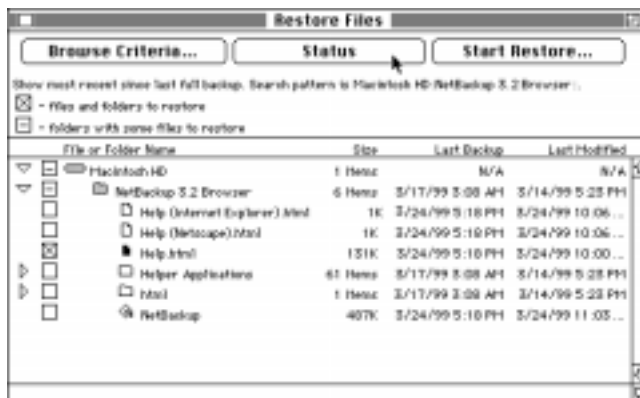 Restore Files
Browse Criteria... Status Start Restore...
Show most recent since last full backup. Search pattern is Macintosh HD:NetBackup 3.2 Browser:.
- files and folders to restore
- folders with some files to restore
File or Folder Name Size Last Backup Last Modified
Macintosh HD 1 Items N/A N/A
NetBackup 3.2 Browser 6 Items 3/17/99 3:08 AM 3/14/99 5:23 PM
Help (Internet Explorer).html 1K 3/24/99 5:18 PM 3/24/99 10:06...
Help (Netscape).html 1K 3/24/99 5:18 PM 3/24/99 10:06...
Help.html 131K 3/24/99 5:18 PM 3/24/99 10:00...
Helper Applications 61 Items 3/17/99 3:08 AM 3/14/99 5:23 PM
html 1 Items 3/17/99 3:08 AM 3/14/99 5:23 PM
NetBackup 487K 3/24/99 5:18 PM 3/24/99 11:03...